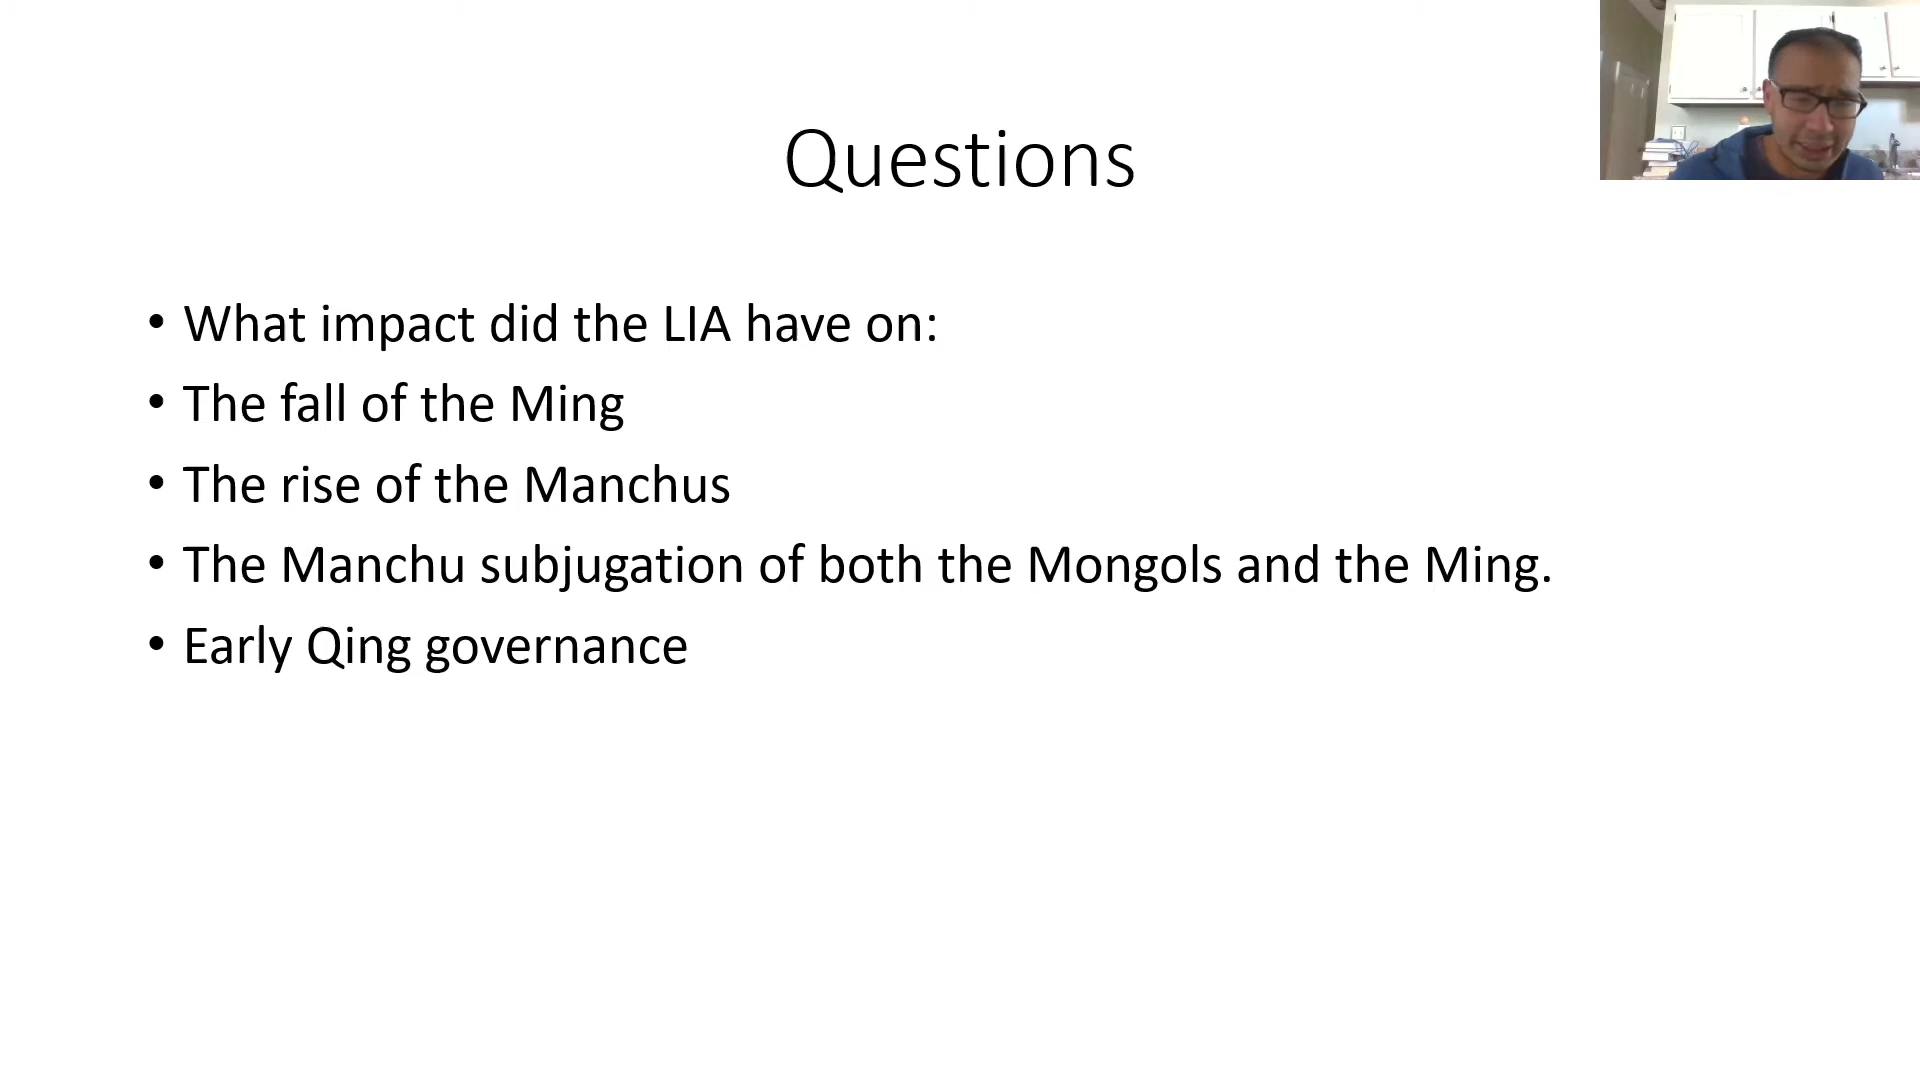 Questions
• What impact did the LIA have on:
• The fall of the Ming
• The rise of the Manchus
• The Manchu subjugation of both the Mongols and the Ming.
• Early Qing governance